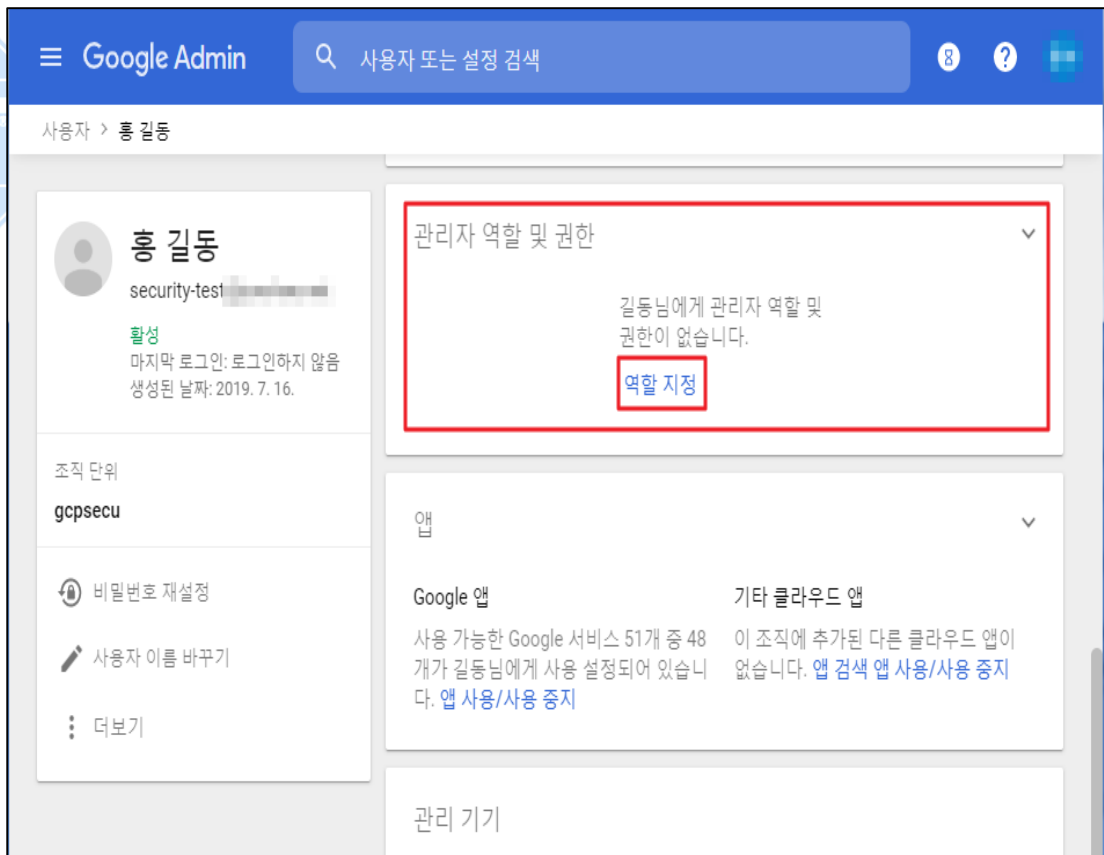 Google Admin
사용자 또는 설정 검색
사용자 > 홍 길동
홍 길동
security-test
활성
마지막 로그인: 로그인하지 않음
생성된 날짜: 2019. 7. 16.
조직 단위
gcpsecu
비밀번호 재설정
사용자 이름 바꾸기
더보기
관리자 역할 및 권한
길동님에게 관리자 역할 및
권한이 없습니다.
역할 지정
앱
Google 앱
사용 가능한 Google 서비스 51개 중 48
개가 길동님에게 사용 설정되어 있습니
다. 앱 사용/사용 중지
기타 클라우드 앱
이 조직에 추가된 다른 클라우드 앱이
없습니다. 앱 검색 앱 사용/사용 중지
관리 기기